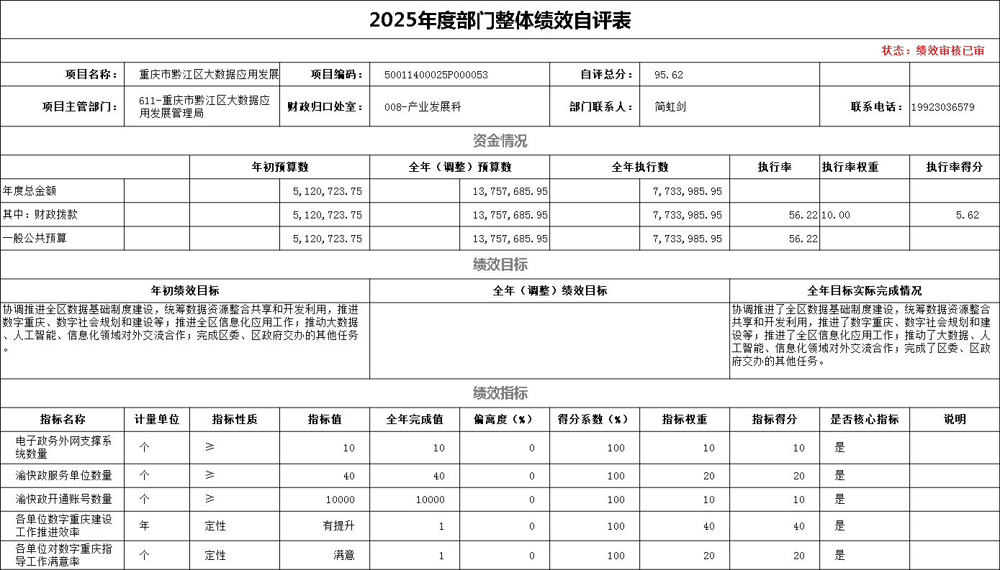 2025年度部门整体绩效自评表
状态：绩效审核已审
项目名称： 重庆市黔江区大数据应用发展 项目编码： 50011400025P000053 自评总分： 95.62
项目主管部门： 611-重庆市黔江区大数据应 财政归口处室： 008-产业发展科 部门联系人： 简虹剑 联系电话： 19923036579
用发展管理局
资金情况
年初预算数 全年（调整）预算数 全年执行数 执行率 执行率权重 执行率得分
年度总金额 5,120,723.75 13,757,685.95 7,733,985.95
其中：财政拨款 5,120,723.75 13,757,685.95 7,733,985.95 56.22 10.00 5.62
一般公共预算 5,120,723.75 13,757,685.95 7,733,985.95 56.22
绩效目标
年初绩效目标 全年（调整）绩效目标 全年目标实际完成情况
协调推进全区数据基础制度建设，统筹数据资源整合共享和开发利用，推进
数字重庆、数字社会规划和建设等；推进全区信息化应用工作；推动大数据
、人工智能、信息化领域对外交流合作；完成区委、区政府交办的其他任务
。
协调推进了全区数据基础制度建设，统筹数据资源整合
共享和开发利用，推进了数字重庆、数字社会规划和建
设等；推进了全区信息化应用工作；推动了大数据、人
工智能、信息化领域对外交流合作；完成了区委、区政
府交办的其他任务。
绩效指标
指标名称 计量单位 指标性质 指标值 全年完成值 偏离度（%） 得分系数（%） 指标权重 指标得分 是否核心指标 说明
电子政务外网支撑系 个 ≥ 10 10 0 100 10 10 是
统数量
渝快政服务单位数量 个 ≥ 40 40 0 100 20 20 是
渝快政开通账号数量 个 ≥ 10000 10000 0 100 10 10 是
各单位数字重庆建设 年 定性 有提升 1 0 100 40 40 是
工作推进效率
各单位对数字重庆指 个 定性 满意 1 0 100 20 20 是
导工作满意率